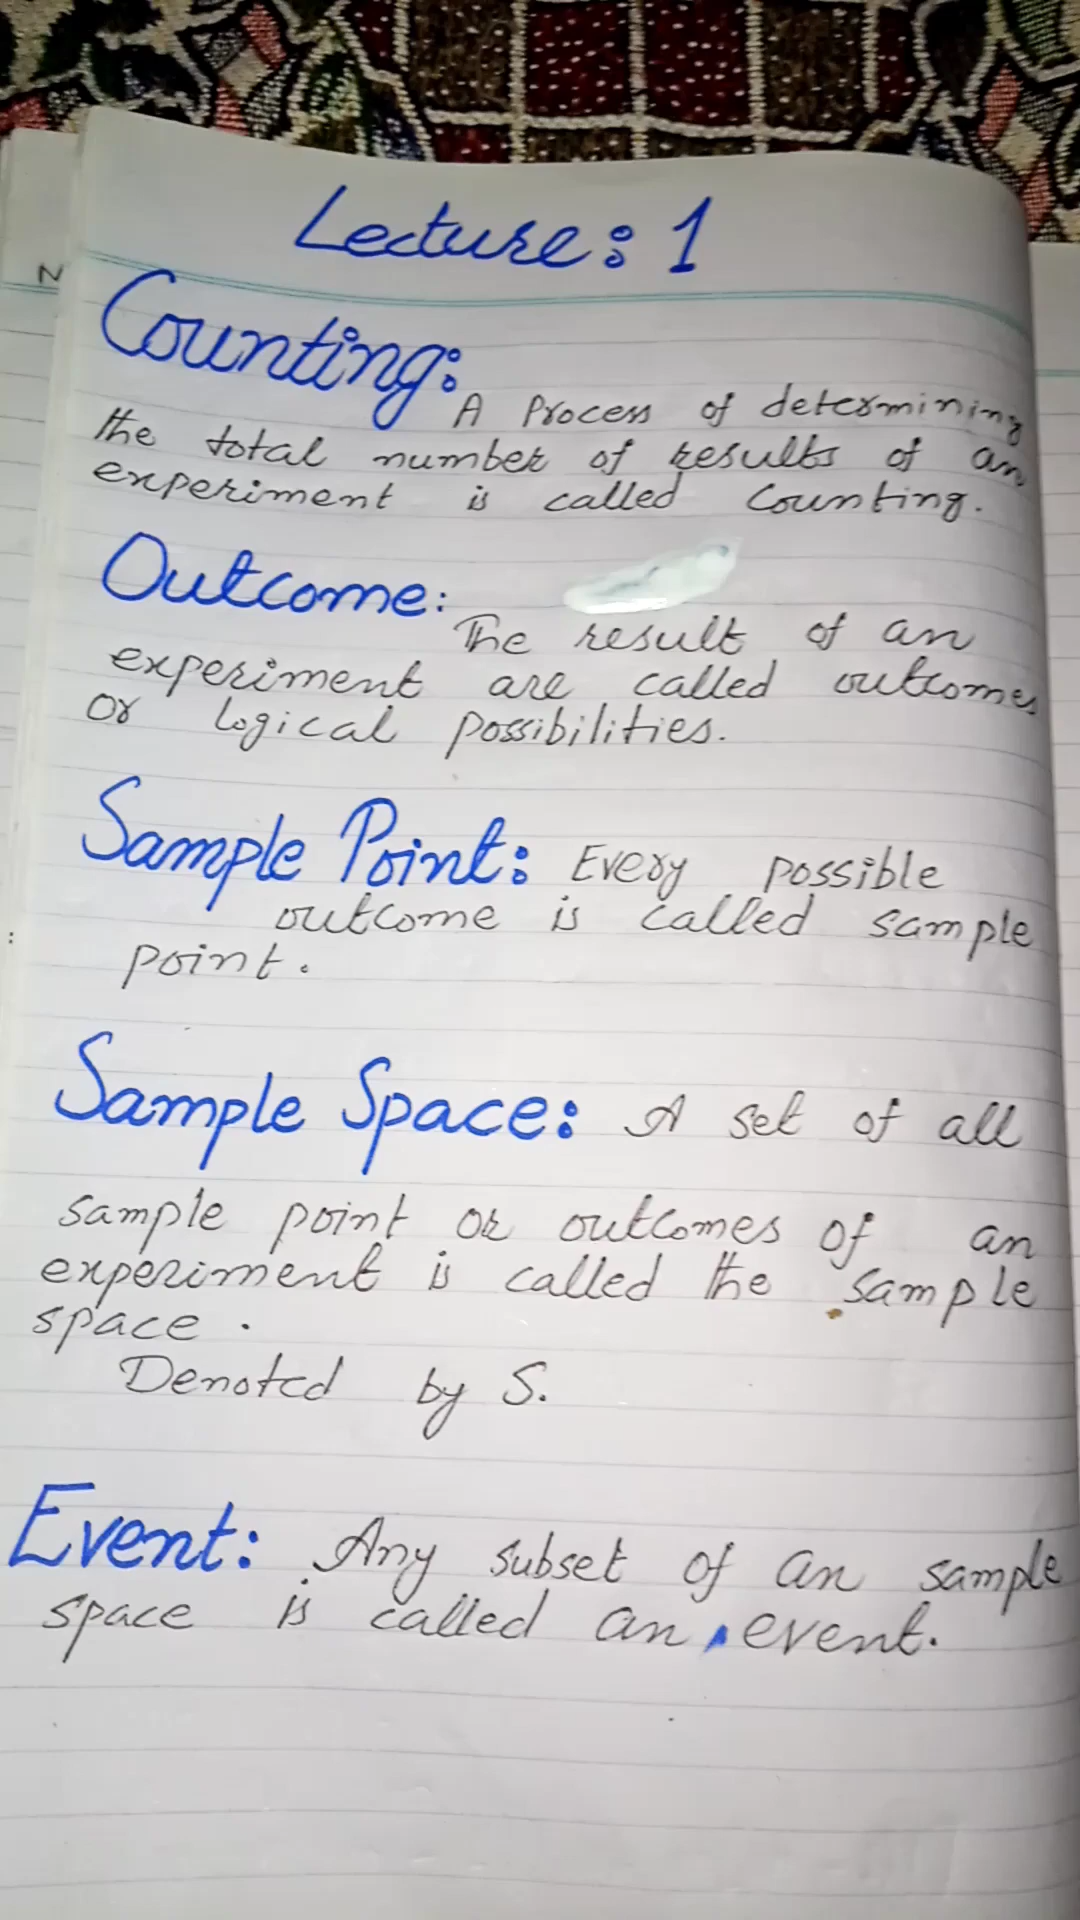 Lecture: 1
N
Counting:
A Process of determining
the total number of results of an
experiment is called Counting.
Outcome:
The result of an
experiment are called outcomes
or logical possibilities.
Sample Point: Every possible
outcome is called sample
point.
Sample Space: A set of all
sample point or outcomes of an
experiment is called the sample
space.
Denoted by S.
Event: Any subset of an sample
space is called an event.